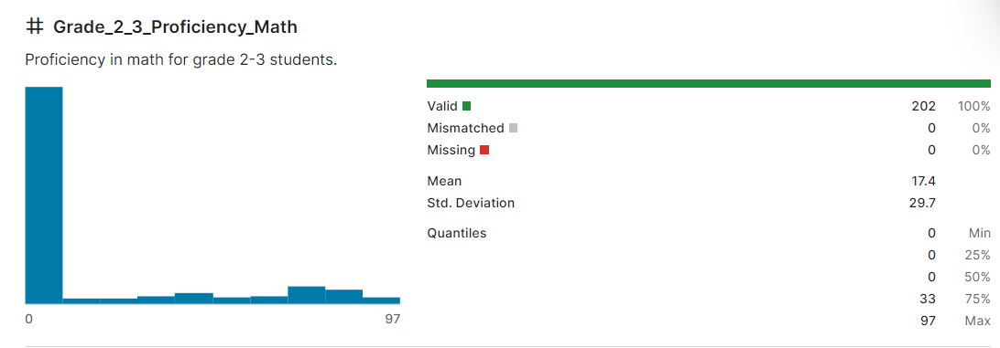 # Grade_2_3_Proficiency_Math
Proficiency in math for grade 2-3 students.
0 97
Valid 202 100%
Mismatched 0 0%
Missing 0 0%
Mean 17.4
Std. Deviation 29.7
Quantiles 0 Min
0 25%
0 50%
33 75%
97 Max